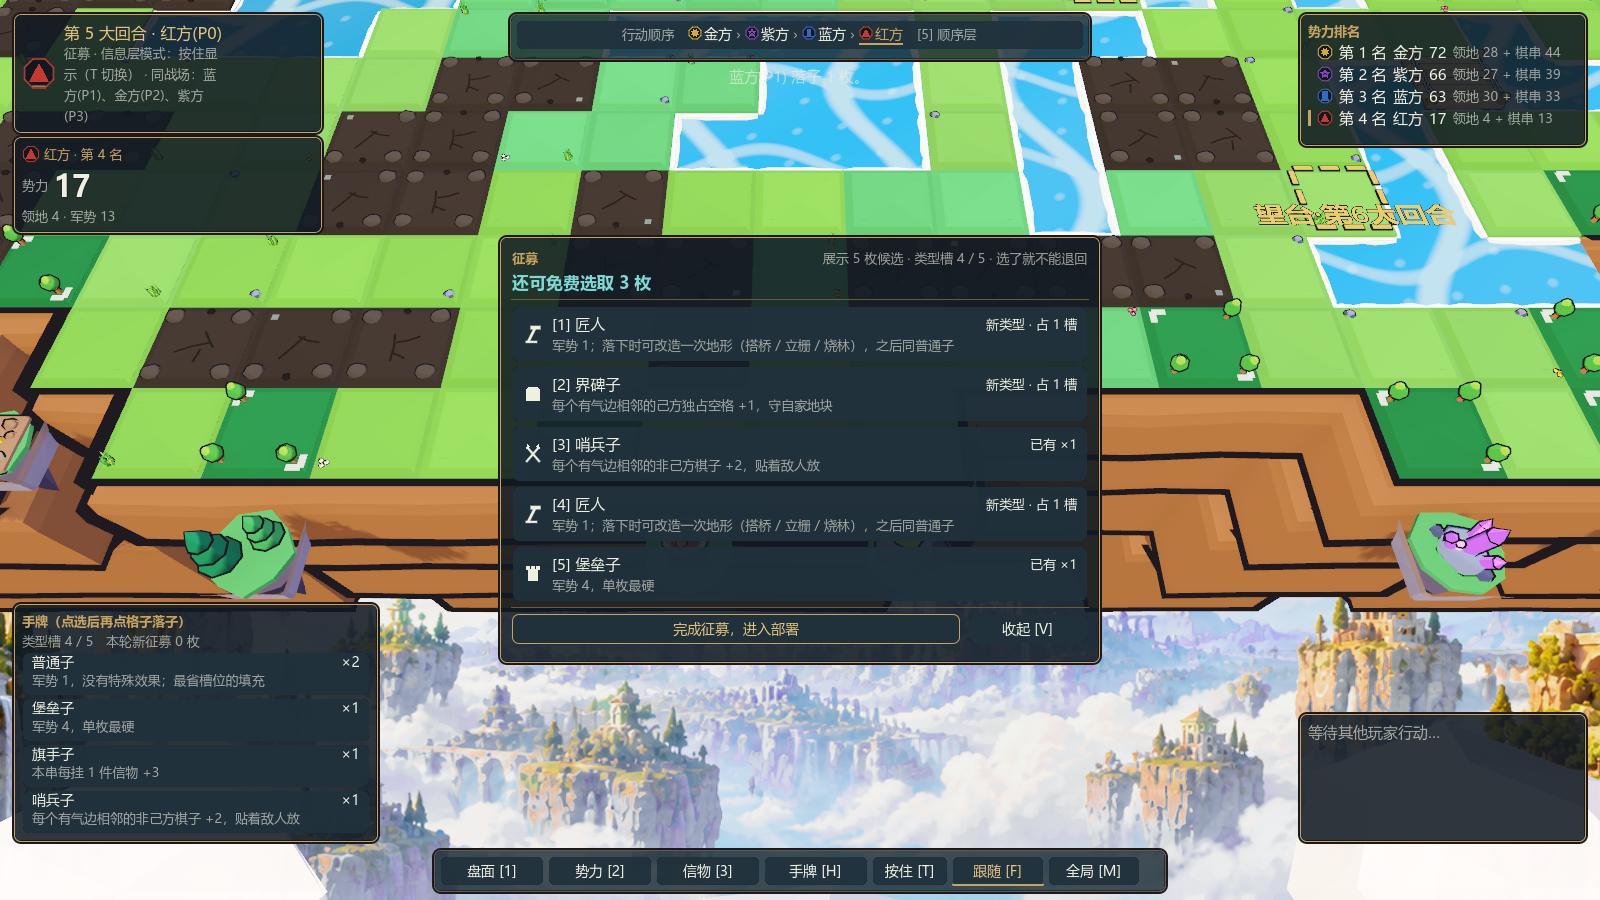 第 5 大回合 · 红方(P0)
征募 · 信息层模式：按住显
示（T 切换） · 同战场：蓝
方(P1)、金方(P2)、紫方
(P3)
红方 · 第 4 名
势力 17
领地 4 · 军势 13
行动顺序 金方 › 紫方 › 蓝方 › 红方 [5] 顺序层
蓝方(P1) 落子 1 枚。
势力排名
第 1 名 金方 72 领地 28 + 棋串 44
第 2 名 紫方 66 领地 27 + 棋串 39
第 3 名 蓝方 63 领地 30 + 棋串 33
第 4 名 红方 17 领地 4 + 棋串 13
望台·第6大回合
征募
展示 5 枚候选 · 类型槽 4 / 5 · 选了就不能退回
还可免费选取 3 枚
[1] 匠人 新类型 · 占 1 槽
军势 1；落下时可改造一次地形（搭桥 / 立栅 / 烧林），之后同普通子
[2] 界碑子 新类型 · 占 1 槽
每个有气边相邻的己方独占空格 +1，守自家地块
[3] 哨兵子 已有 ×1
每个有气边相邻的非己方棋子 +2，贴着敌人放
[4] 匠人 新类型 · 占 1 槽
军势 1；落下时可改造一次地形（搭桥 / 立栅 / 烧林），之后同普通子
[5] 堡垒子 已有 ×1
军势 4，单枚最硬
完成征募，进入部署
收起 [V]
手牌（点选后再点格子落子）
类型槽 4 / 5 本轮新征募 0 枚
普通子 ×2
军势 1，没有特殊效果；最省槽位的填充
堡垒子 ×1
军势 4，单枚最硬
旗手子 ×1
本串每挂 1 件信物 +3
哨兵子 ×1
每个有气边相邻的非己方棋子 +2，贴着敌人放
等待其他玩家行动...
盘面 [1]
势力 [2]
信物 [3]
手牌 [H]
按住 [T]
跟随 [F]
全局 [M]